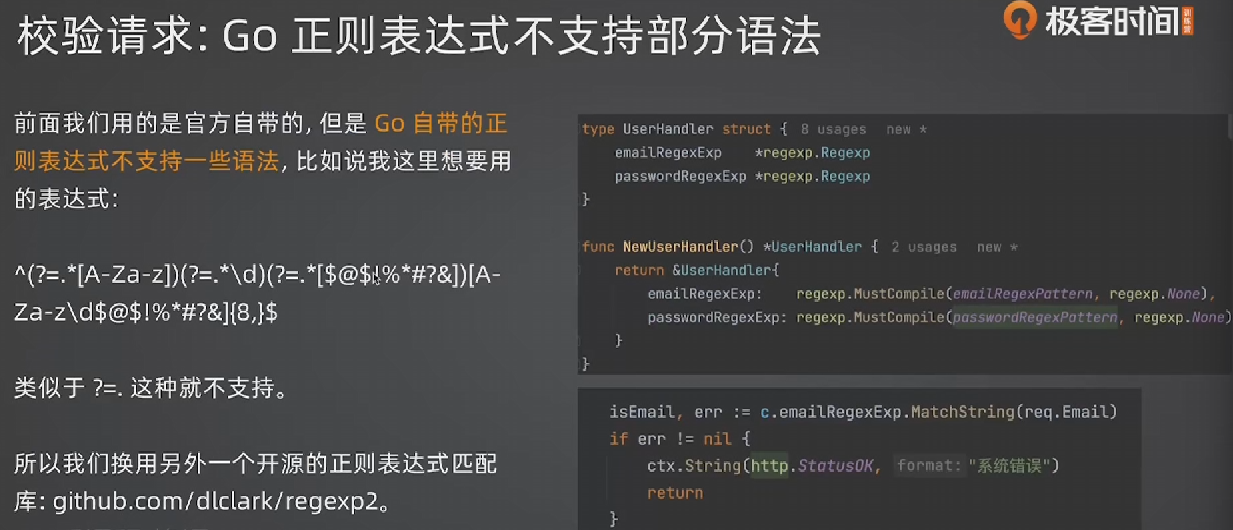 校验请求: Go 正则表达式不支持部分语法
极客时间
训练营
前面我们用的是官方自带的, 但是 Go 自带的正
则表达式不支持一些语法, 比如说我这里想要用
的表达式:
^(?=.*[A-Za-z])(?=.*\d)(?=.*[$@$!%*#?&])[A-
Za-z\d$@$!%*#?&]{8,}$
类似于 ?=. 这种就不支持。
所以我们换用另外一个开源的正则表达式匹配
库: github.com/dlclark/regexp2。
type UserHandler struct { 8 usages new *
emailRegexExp *regexp.Regexp
passwordRegexExp *regexp.Regexp
}
func NewUserHandler() *UserHandler { 2 usages new *
return &UserHandler{
emailRegexExp: regexp.MustCompile(emailRegexPattern, regexp.None),
passwordRegexExp: regexp.MustCompile(passwordRegexPattern, regexp.None)
}
}
isEmail, err := c.emailRegexExp.MatchString(req.Email)
if err != nil {
ctx.String(http.StatusOK, format: "系统错误")
return
}